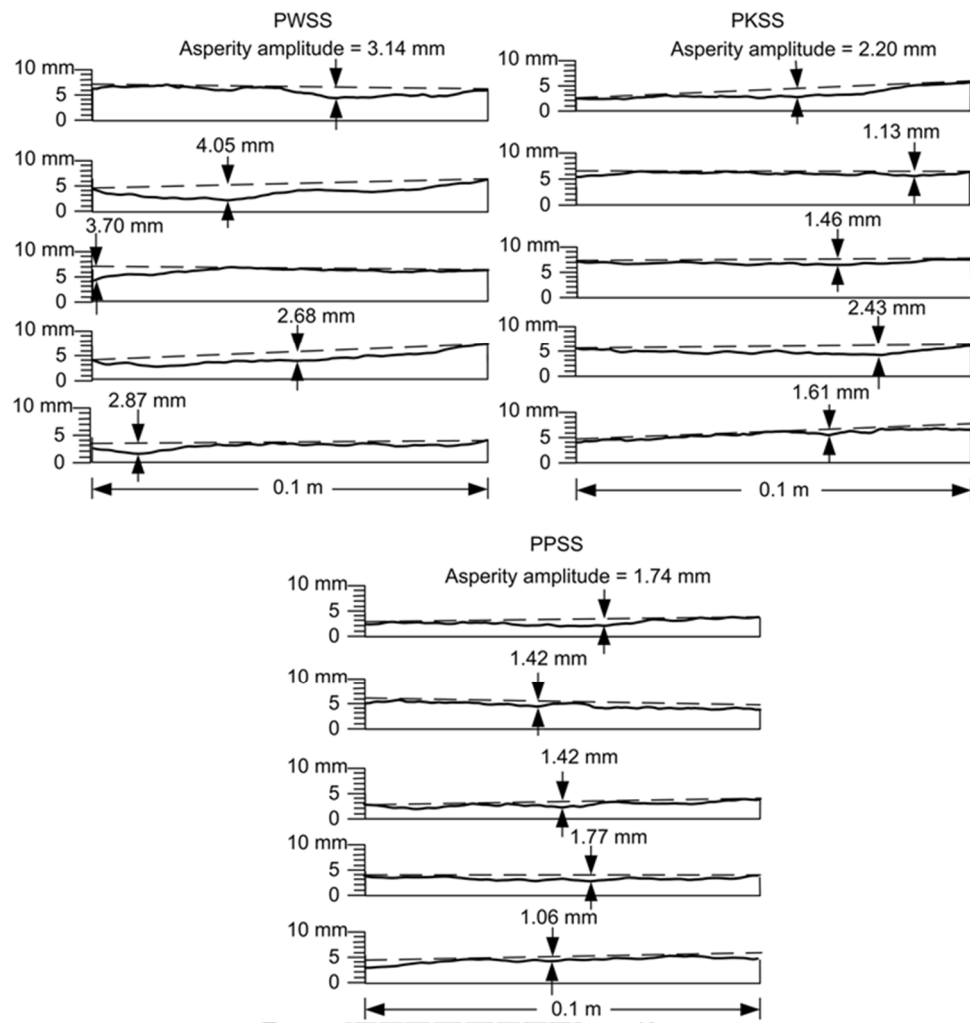 PWSS
Asperity amplitude = 3.14 mm
10 mm
5
0
4.05 mm
10 mm
5
0
3.70 mm
10 mm
5
0
2.68 mm
10 mm
5
0
2.87 mm
10 mm
5
0
0.1 m
PKSS
Asperity amplitude = 2.20 mm
10 mm
5
0
1.13 mm
10 mm
5
0
1.46 mm
10 mm
5
0
2.43 mm
10 mm
5
0
1.61 mm
10 mm
5
0
0.1 m
PPSS
Asperity amplitude = 1.74 mm
10 mm
5
0
1.42 mm
10 mm
5
0
1.42 mm
10 mm
5
0
1.77 mm
10 mm
5
0
1.06 mm
10 mm
5
0
0.1 m